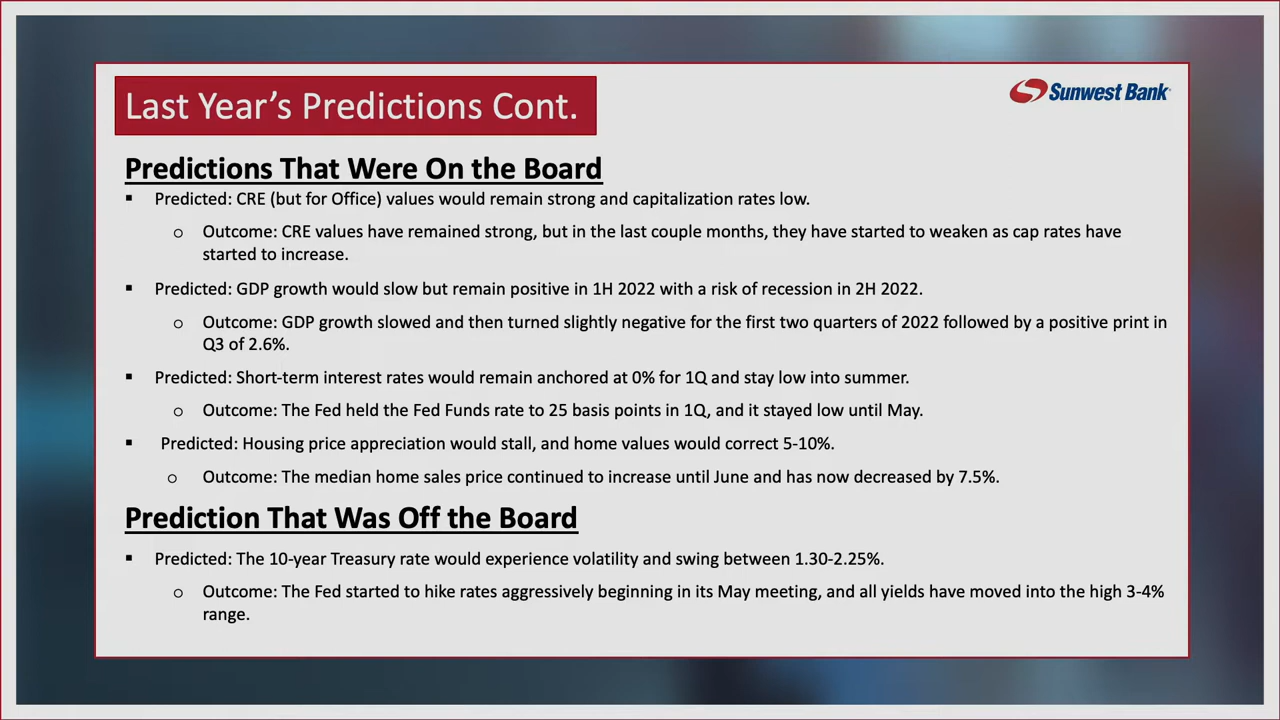 Last Year's Predictions Cont.
Sunwest Bank
Predictions That Were On the Board
▪ Predicted: CRE (but for Office) values would remain strong and capitalization rates low.
o Outcome: CRE values have remained strong, but in the last couple months, they have started to weaken as cap rates have
started to increase.
▪ Predicted: GDP growth would slow but remain positive in 1H 2022 with a risk of recession in 2H 2022.
o Outcome: GDP growth slowed and then turned slightly negative for the first two quarters of 2022 followed by a positive print in
Q3 of 2.6%.
▪ Predicted: Short-term interest rates would remain anchored at 0% for 1Q and stay low into summer.
o Outcome: The Fed held the Fed Funds rate to 25 basis points in 1Q, and it stayed low until May.
▪ Predicted: Housing price appreciation would stall, and home values would correct 5-10%.
o Outcome: The median home sales price continued to increase until June and has now decreased by 7.5%.
Prediction That Was Off the Board
▪ Predicted: The 10-year Treasury rate would experience volatility and swing between 1.30-2.25%.
o Outcome: The Fed started to hike rates aggressively beginning in its May meeting, and all yields have moved into the high 3-4%
range.